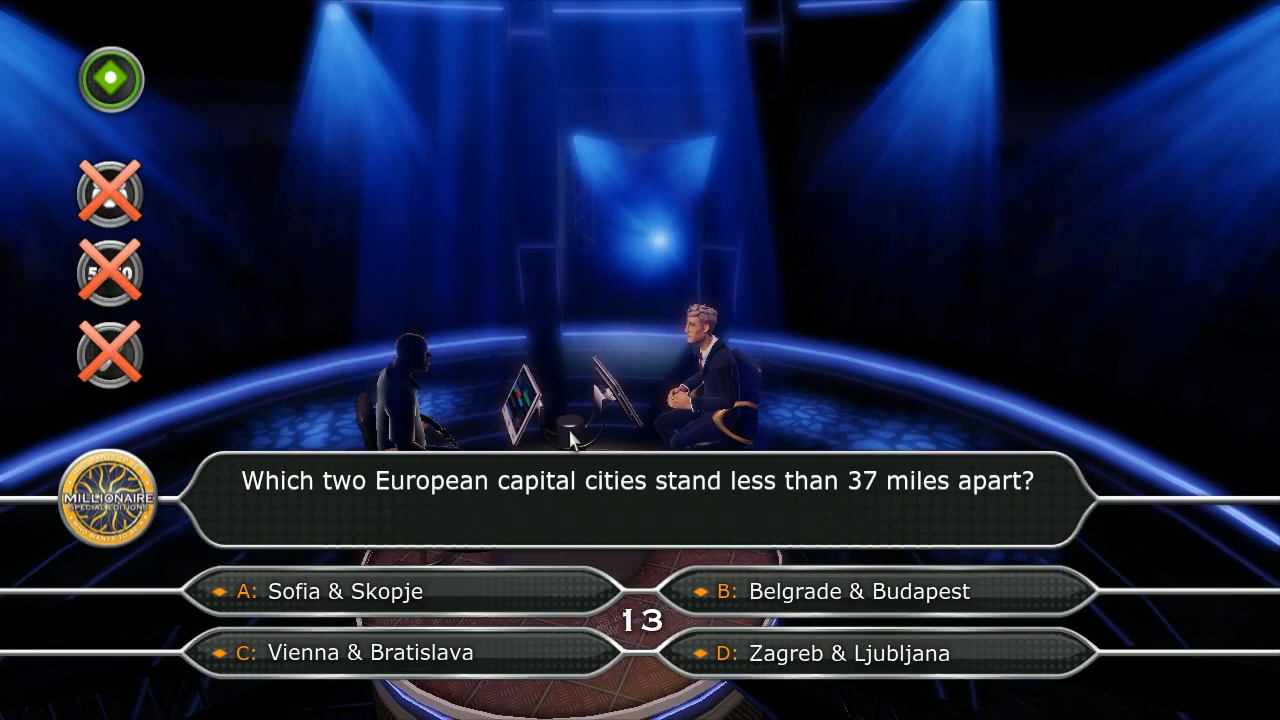 Which two European capital cities stand less than 37 miles apart?
MILLIONAIRE
SPECIAL EDITIONS
A: Sofia & Skopje
B: Belgrade & Budapest
13
C: Vienna & Bratislava
D: Zagreb & Ljubljana